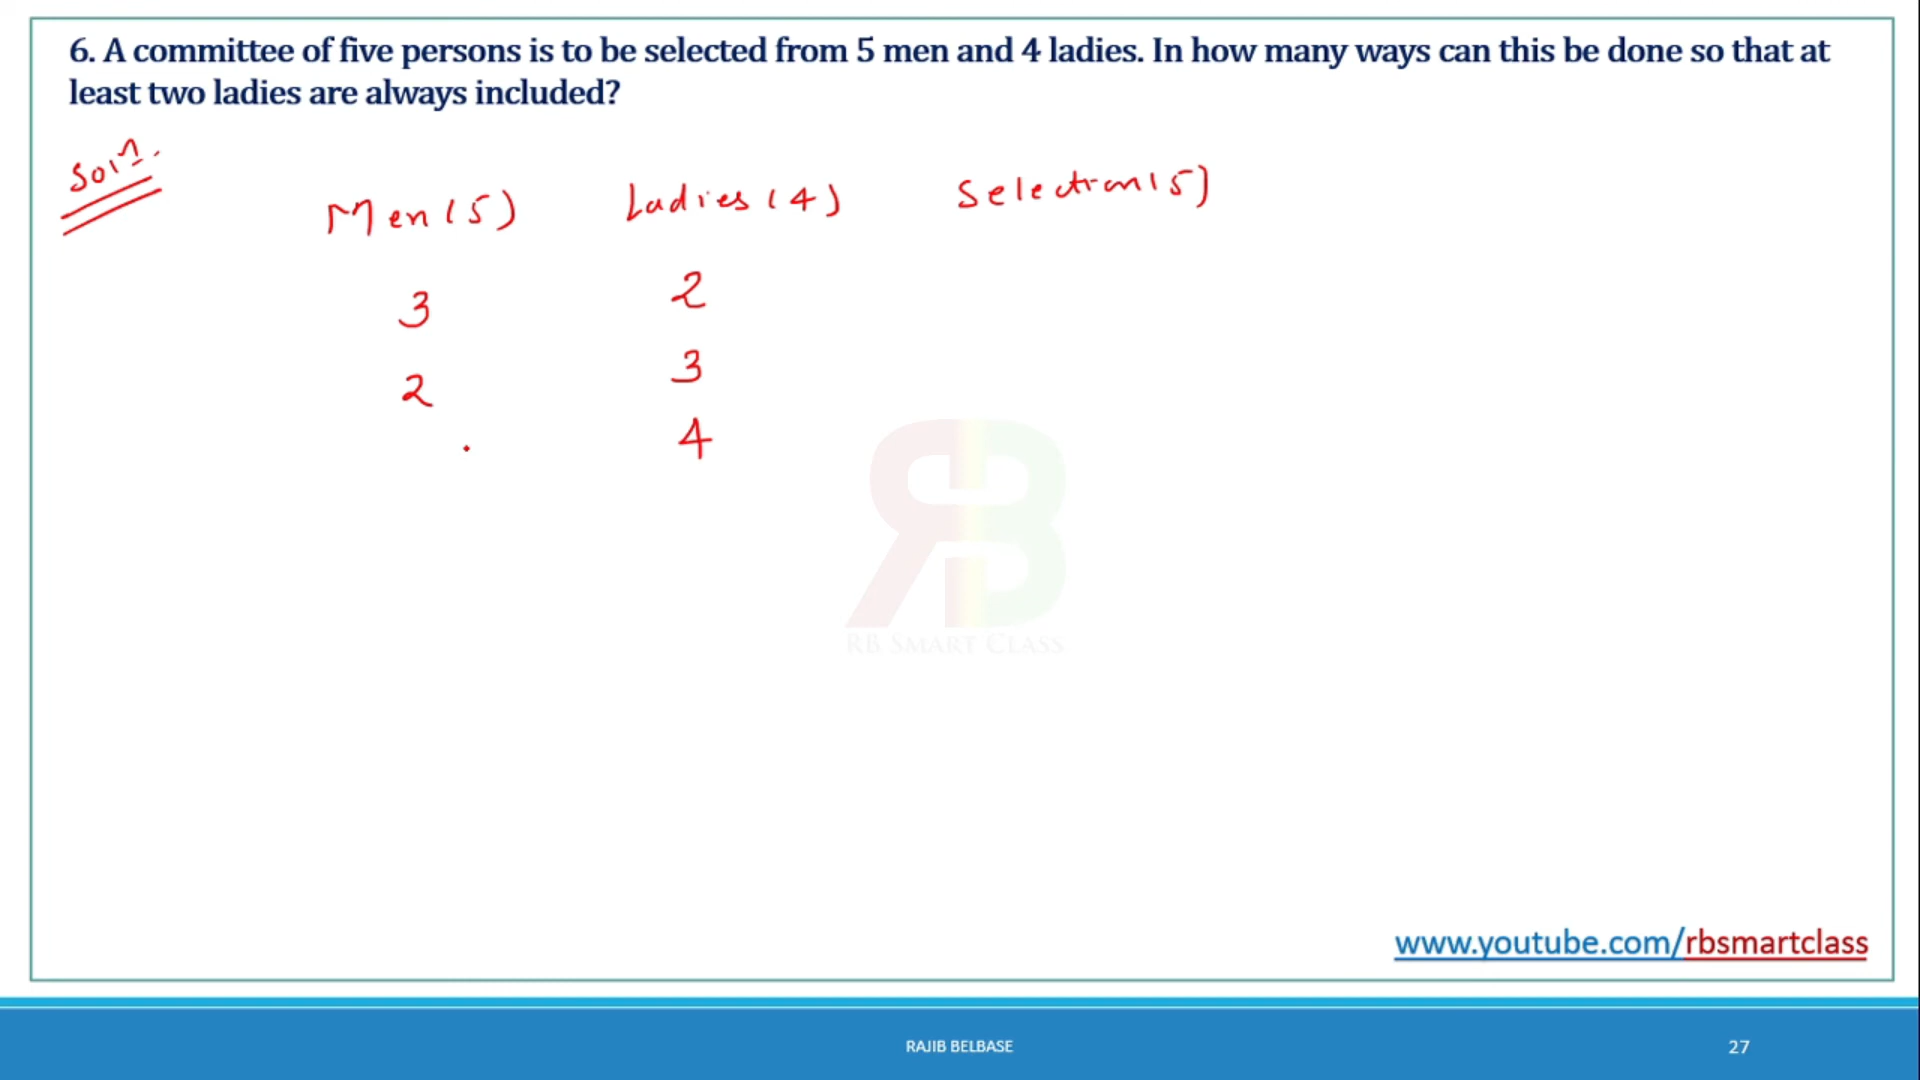 6. A committee of five persons is to be selected from 5 men and 4 ladies. In how many ways can this be done so that at
least two ladies are always included?
Soln.
Men(5) Ladies(4) Selection(5)
3 2
2 3
4
RB
RB SMART CLASS
www.youtube.com/rbsmartclass
RAJIB BELBASE 27